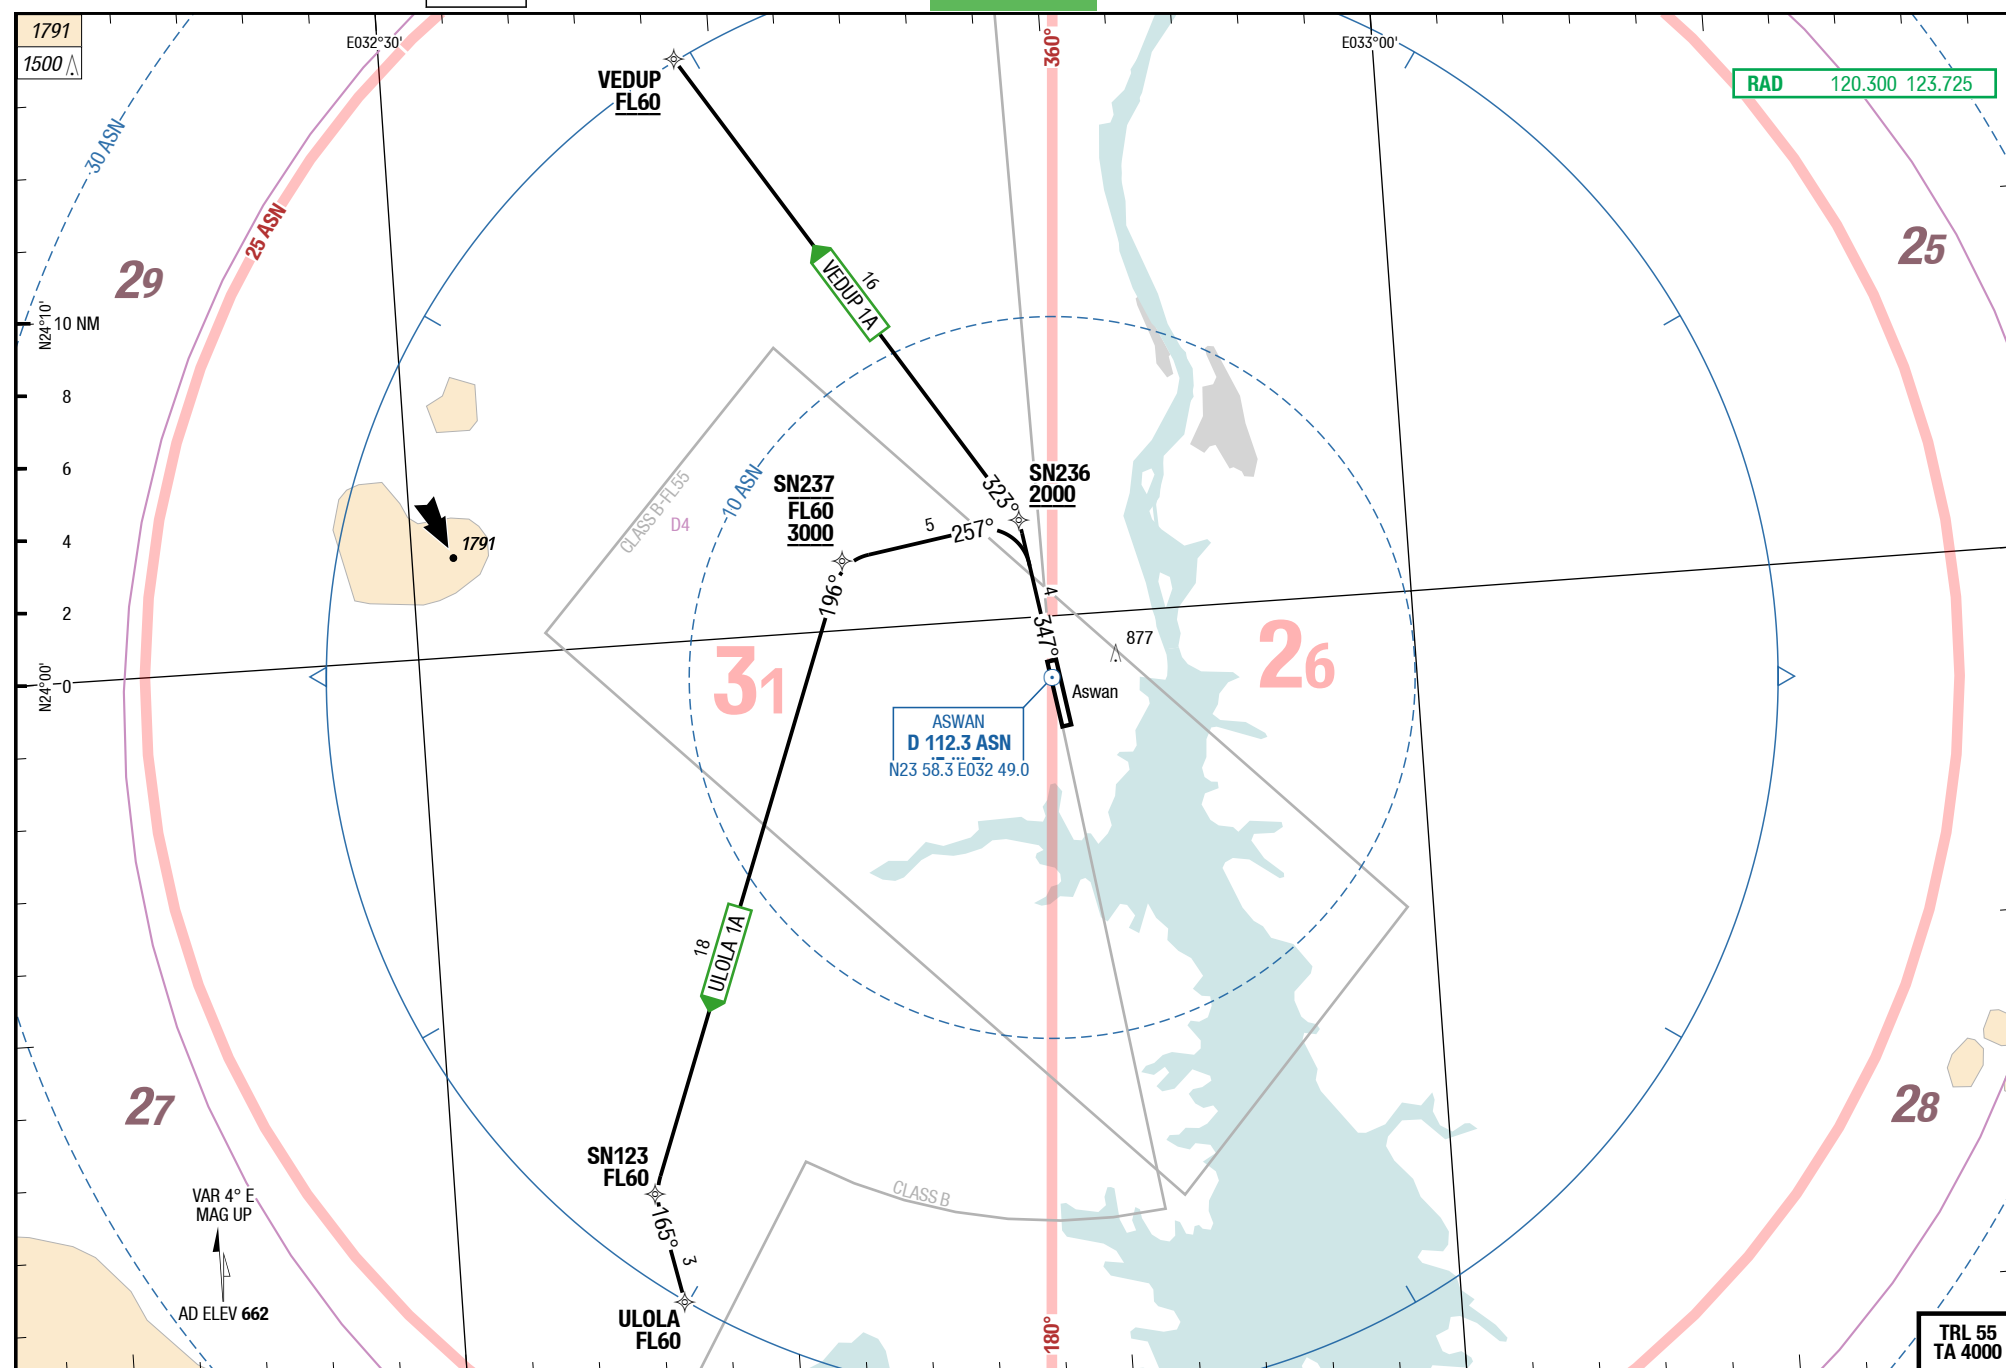 1791
1500
E032°30'
E033°00'
360°
RAD 120.300 123.725
VEDUP
FL60
30 ASN
25 ASN
29
25
16
VEDUP 1A
N24°10'
10 NM
8
6
4
2
0
N24°00'
CLASS B-FL55
D4
10 ASN
SN237
FL60
3000
SN236
2000
323°
5
257°
1791
196°
4
347°
877
31
26
Aswan
ASWAN
D 112.3 ASN
N23 58.3 E032 49.0
18
ULOLA 1A
27
28
SN123
FL60
CLASS B
VAR 4° E
MAG UP
165°
3
AD ELEV 662
ULOLA
FL60
180°
TRL 55
TA 4000